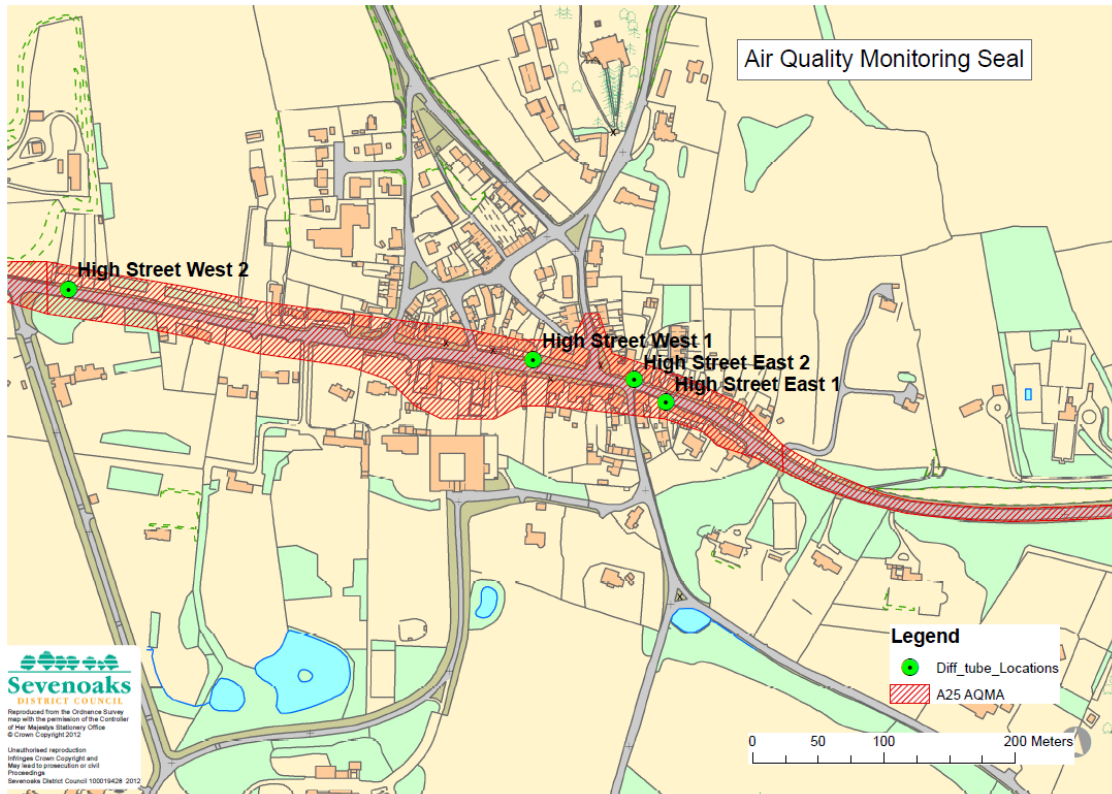 Air Quality Monitoring Seal
High Street West 2
High Street West 1
High Street East 2
High Street East 1
Legend
Diff_tube_Locations
A25 AQMA
0 50 100 200 Meters
Sevenoaks
DISTRICT COUNCIL
Reproduced from the Ordnance Survey
map with the permission of the Controller
of Her Majestys Stationery Office
© Crown Copyright 2012
Unauthorised reproduction
Infringes Crown Copyright and
May lead to prosecution or civil
Proceedings
Sevenoaks District Council 100019428 2012